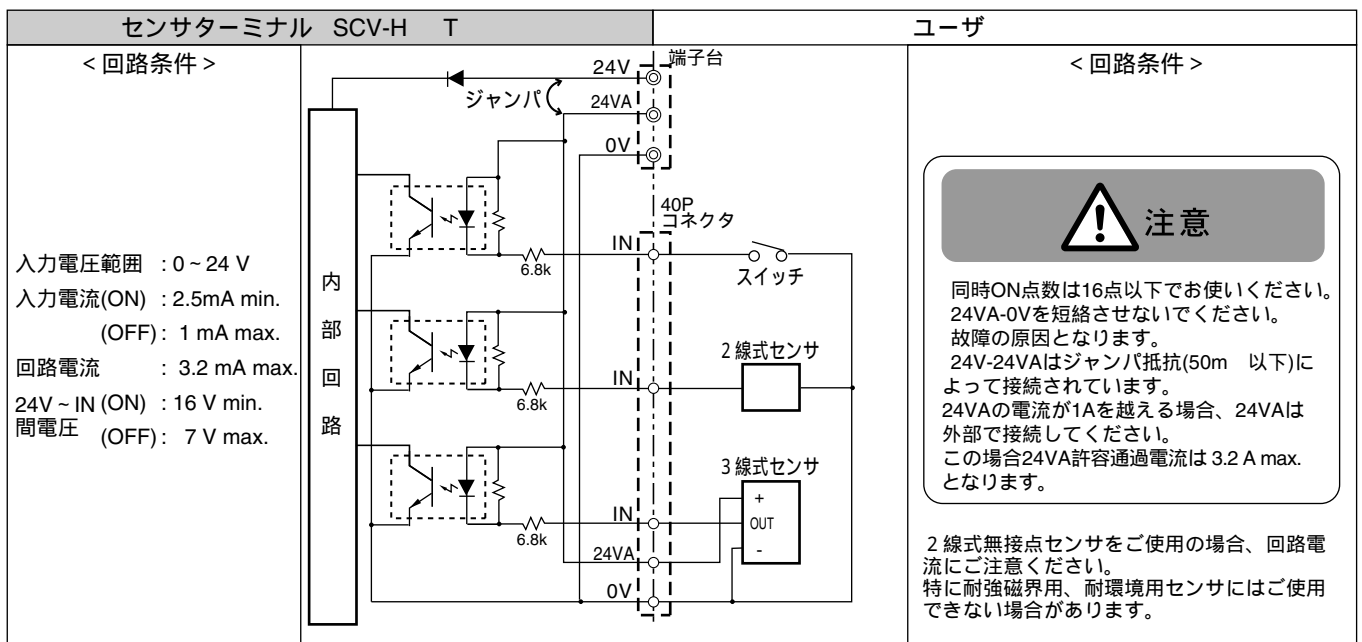 センサターミナル SCV-H T
ユーザ
<回路条件>
入力電圧範囲 : 0~24 V
入力電流(ON) : 2.5mA min.
(OFF) : 1 mA max.
回路電流 : 3.2 mA max.
24V~IN (ON) : 16 V min.
間電圧 (OFF) : 7 V max.
内部回路
24V
端子台
ジャンパ
24VA
0V
40P
コネクタ
IN
6.8k
スイッチ
2線式センサ
IN
6.8k
3線式センサ
+
IN
OUT
6.8k
-
24VA
0V
<回路条件>
注意
同時ON点数は16点以下でお使いください。
24VA-0Vを短絡させないでください。
故障の原因となります。
24V-24VAはジャンパ抵抗(50m 以下)に
よって接続されています。
24VAの電流が1Aを越える場合、24VAは
外部で接続してください。
この場合24VA許容通過電流は 3.2 A max.
となります。
2線式無接点センサをご使用の場合、回路電
流にご注意ください。
特に耐強磁界用、耐環境用センサにはご使用
できない場合があります。